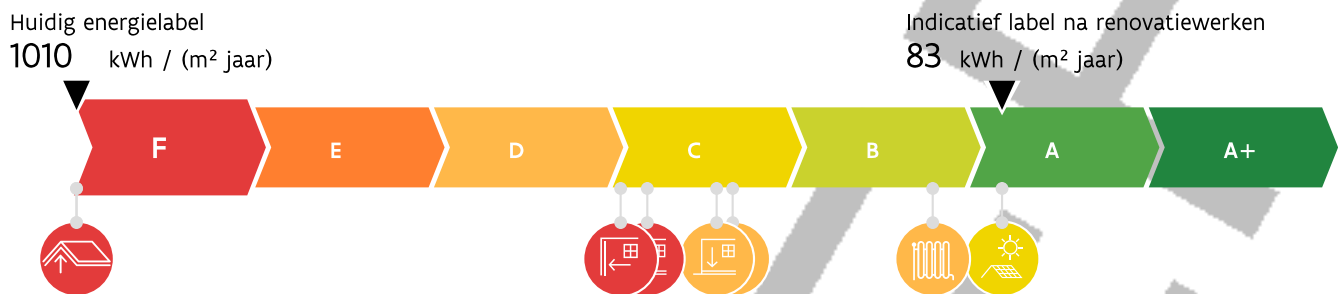 Huidig energielabel
1010 kWh / (m² jaar)
Indicatief label na renovatiewerken
83 kWh / (m² jaar)
F E D C B A A+